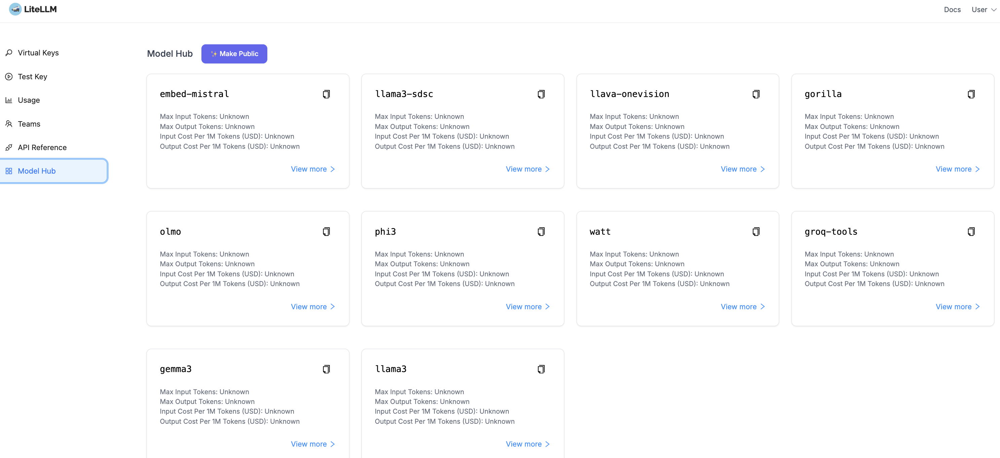 LiteLLM
Docs
User
Virtual Keys
Test Key
Usage
Teams
API Reference
Model Hub
Model Hub
✨ Make Public
embed-mistral
Max Input Tokens: Unknown
Max Output Tokens: Unknown
Input Cost Per 1M Tokens (USD): Unknown
Output Cost Per 1M Tokens (USD): Unknown
View more
llama3-sdsc
Max Input Tokens: Unknown
Max Output Tokens: Unknown
Input Cost Per 1M Tokens (USD): Unknown
Output Cost Per 1M Tokens (USD): Unknown
View more
llava-onevision
Max Input Tokens: Unknown
Max Output Tokens: Unknown
Input Cost Per 1M Tokens (USD): Unknown
Output Cost Per 1M Tokens (USD): Unknown
View more
gorilla
Max Input Tokens: Unknown
Max Output Tokens: Unknown
Input Cost Per 1M Tokens (USD): Unknown
Output Cost Per 1M Tokens (USD): Unknown
View more
olmo
Max Input Tokens: Unknown
Max Output Tokens: Unknown
Input Cost Per 1M Tokens (USD): Unknown
Output Cost Per 1M Tokens (USD): Unknown
View more
phi3
Max Input Tokens: Unknown
Max Output Tokens: Unknown
Input Cost Per 1M Tokens (USD): Unknown
Output Cost Per 1M Tokens (USD): Unknown
View more
watt
Max Input Tokens: Unknown
Max Output Tokens: Unknown
Input Cost Per 1M Tokens (USD): Unknown
Output Cost Per 1M Tokens (USD): Unknown
View more
groq-tools
Max Input Tokens: Unknown
Max Output Tokens: Unknown
Input Cost Per 1M Tokens (USD): Unknown
Output Cost Per 1M Tokens (USD): Unknown
View more
gemma3
Max Input Tokens: Unknown
Max Output Tokens: Unknown
Input Cost Per 1M Tokens (USD): Unknown
Output Cost Per 1M Tokens (USD): Unknown
View more
llama3
Max Input Tokens: Unknown
Max Output Tokens: Unknown
Input Cost Per 1M Tokens (USD): Unknown
Output Cost Per 1M Tokens (USD): Unknown
View more